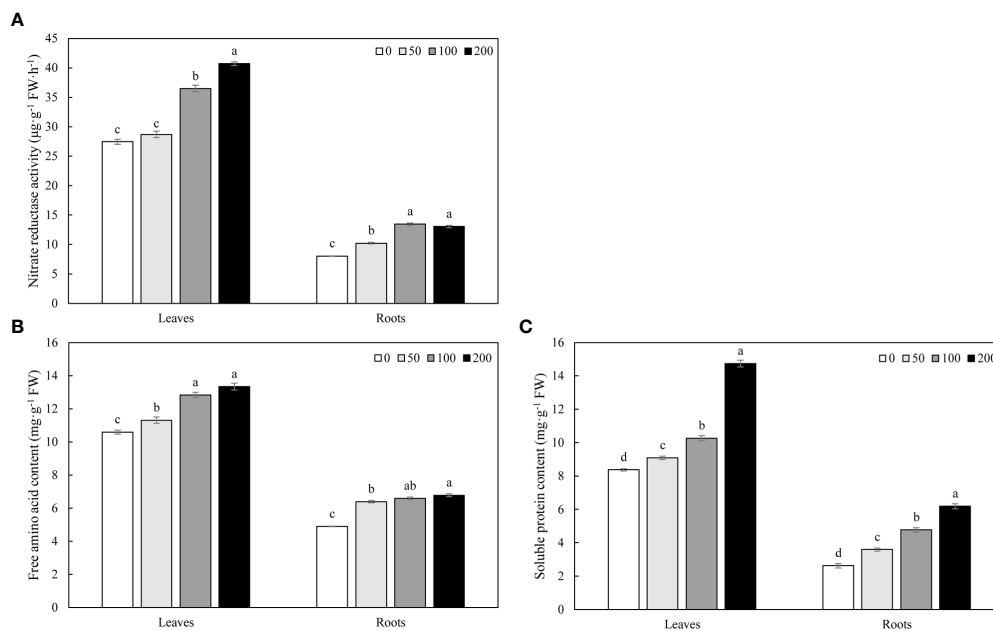 A
Nitrate reductase activity (μg·g⁻¹ FW·h⁻¹)
45
40
35
30
25
20
15
10
5
0
0 50 100 200
c c b a
c b a a
Leaves Roots
B
Free amino acid content (mg·g⁻¹ FW)
16
14
12
10
8
6
4
2
0
0 50 100 200
c b a a
c b ab a
Leaves Roots
C
Soluble protein content (mg·g⁻¹ FW)
16
14
12
10
8
6
4
2
0
0 50 100 200
d c b a
d c b a
Leaves Roots